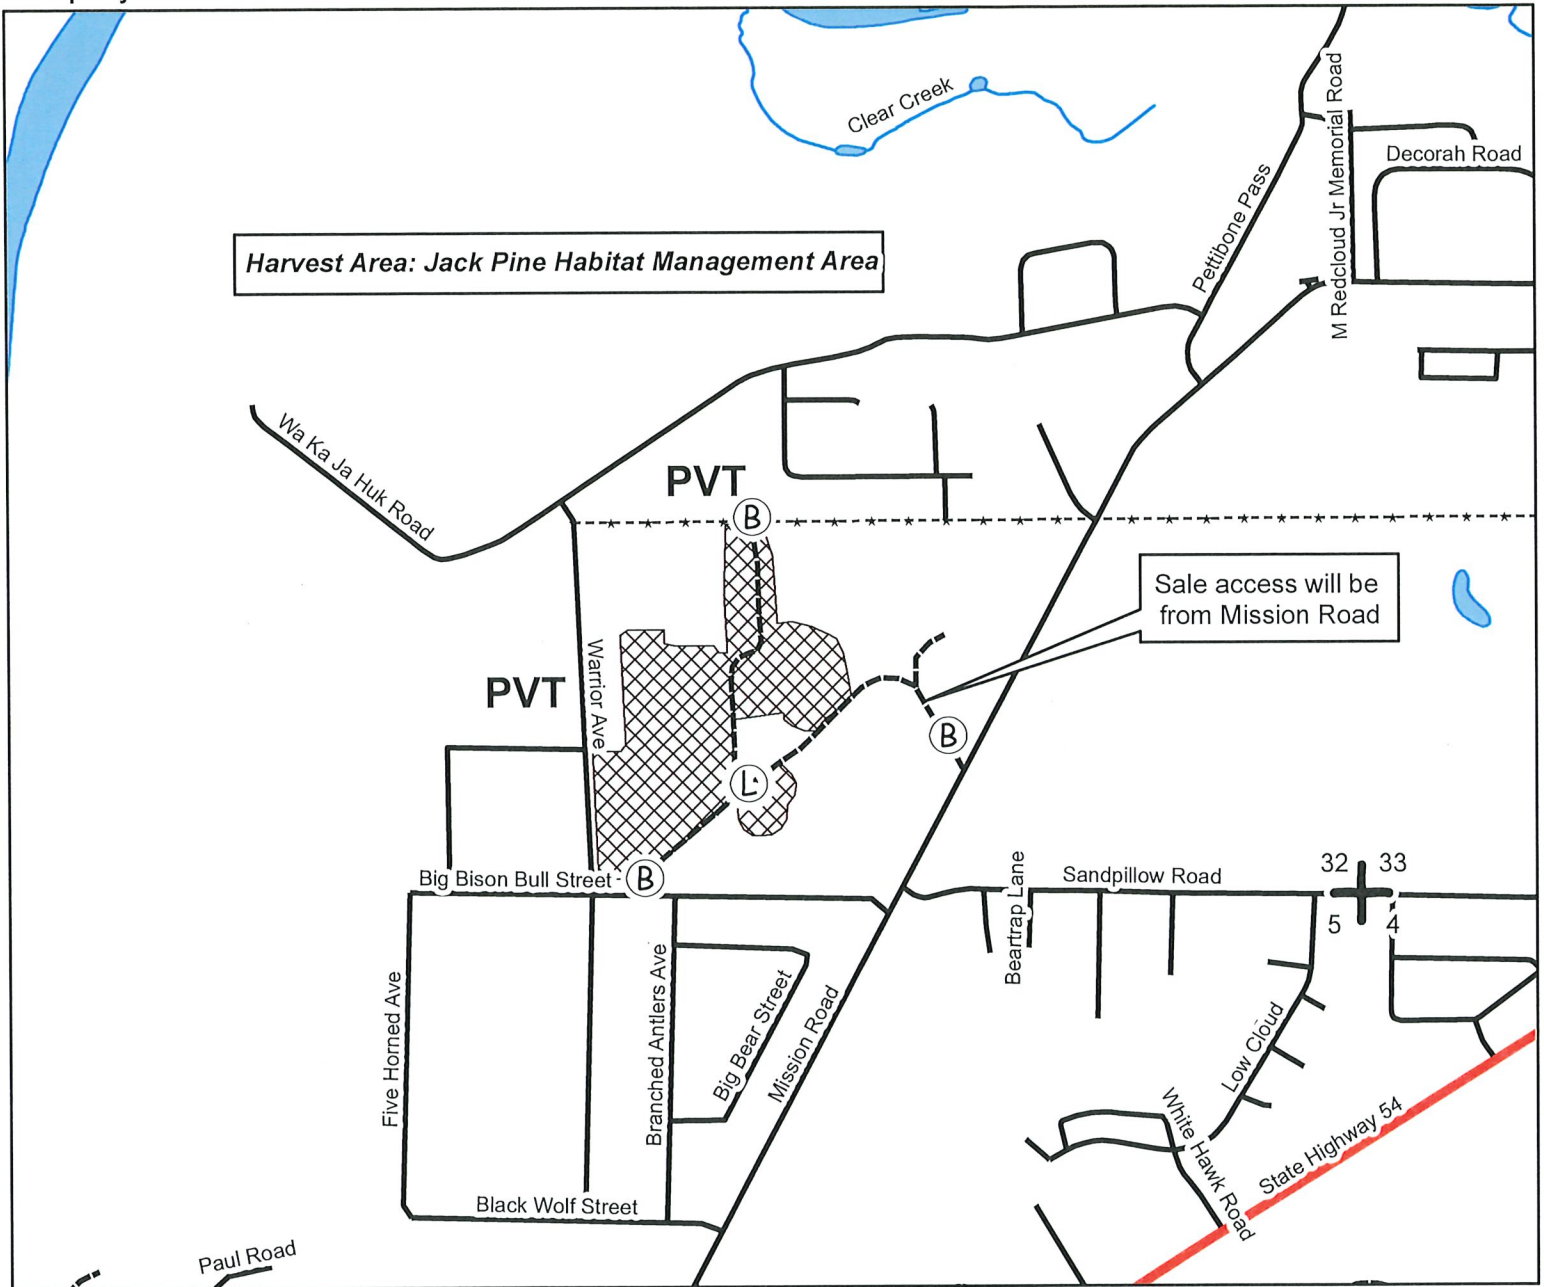 Clear Creek
M Redcloud Jr Memorial Road
Decorah Road
Pettibone Pass
Harvest Area: Jack Pine Habitat Management Area
Wa Ka Ja Huk Road
PVT
B
Sale access will be
from Mission Road
Warrior Ave
PVT
B
L
Big Bison Bull Street
B
Beartrap Lane
Sandpillow Road
32 33
5 4
Five Horned Ave
Branched Antlers Ave
Big Bear Street
Mission Road
Low Cloud
White Hawk Road
State Highway 54
Black Wolf Street
Paul Road